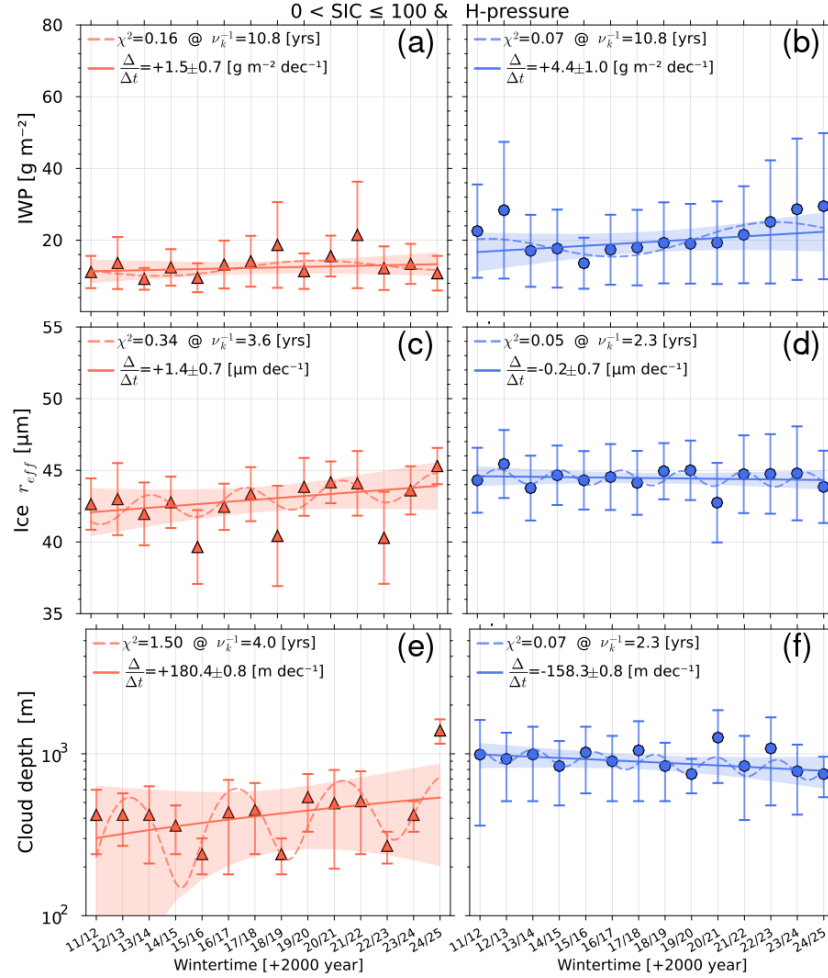 0 < SIC ≤ 100 & H-pressure
χ²=0.16 @ ν_k⁻¹=10.8 [yrs]
(a)
Δ/Δt=+1.5±0.7 [g m⁻² dec⁻¹]
χ²=0.07 @ ν_k⁻¹=10.8 [yrs]
(b)
Δ/Δt=+4.4±1.0 [g m⁻² dec⁻¹]
80
60
40
20
IWP [g m⁻²]
χ²=0.34 @ ν_k⁻¹=3.6 [yrs]
(c)
Δ/Δt=+1.4±0.7 [μm dec⁻¹]
χ²=0.05 @ ν_k⁻¹=2.3 [yrs]
(d)
Δ/Δt=-0.2±0.7 [μm dec⁻¹]
55
50
45
40
35
Ice r_eff [μm]
χ²=1.50 @ ν_k⁻¹=4.0 [yrs]
(e)
Δ/Δt=+180.4±0.8 [m dec⁻¹]
χ²=0.07 @ ν_k⁻¹=2.3 [yrs]
(f)
Δ/Δt=-158.3±0.8 [m dec⁻¹]
10³
10²
Cloud depth [m]
11/12 12/13 13/14 14/15 15/16 16/17 17/18 18/19 19/20 20/21 21/22 22/23 23/24 24/25
11/12 12/13 13/14 14/15 15/16 16/17 17/18 18/19 19/20 20/21 21/22 22/23 23/24 24/25
Wintertime [+2000 year]
Wintertime [+2000 year]